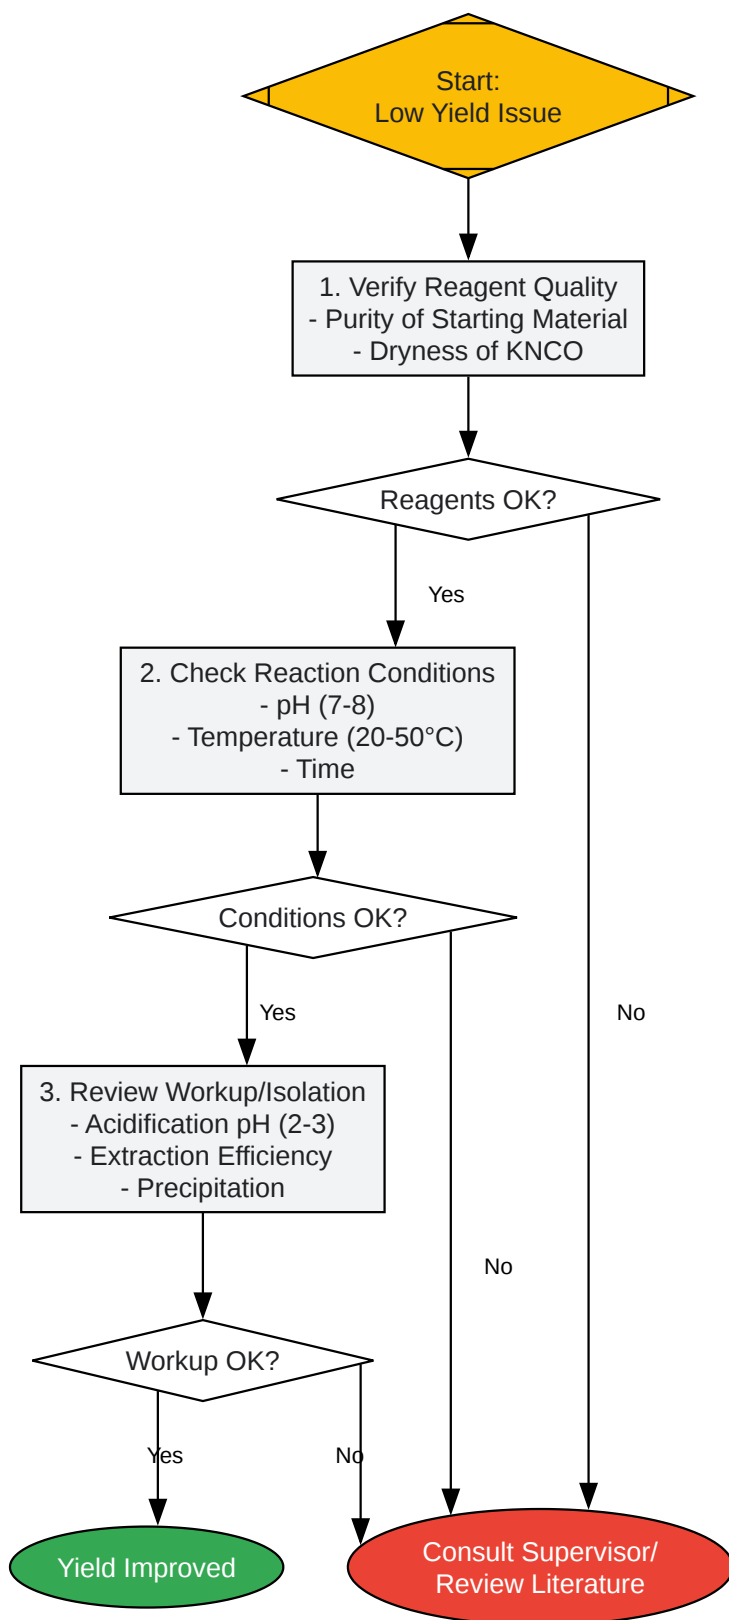 Start:
Low Yield Issue
1. Verify Reagent Quality
- Purity of Starting Material
- Dryness of KNCO
Reagents OK?
Yes
2. Check Reaction Conditions
- pH (7-8)
- Temperature (20-50°C)
- Time
Conditions OK?
Yes
No
3. Review Workup/Isolation
- Acidification pH (2-3)
- Extraction Efficiency
- Precipitation
No
Workup OK?
Yes
No
Yield Improved
Consult Supervisor/
Review Literature